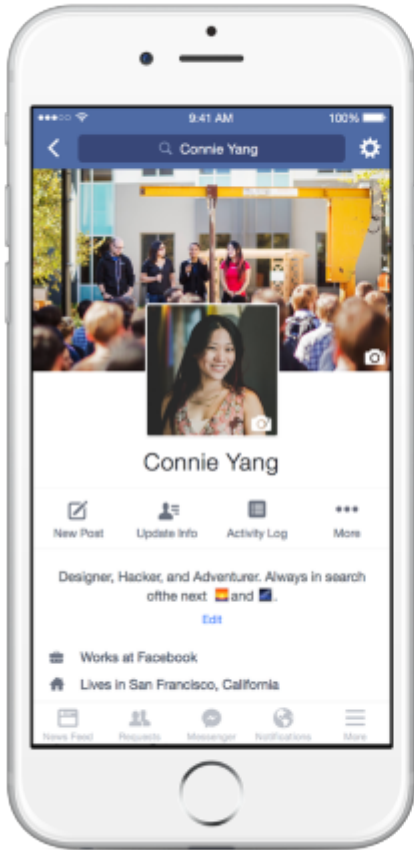 9:41 AM
100%
Connie Yang
Connie Yang
New Post
Update Info
Activity Log
More
Designer, Hacker, and Adventurer. Always in search
ofthe next 🌅 and 🌠.
Edit
Works at Facebook
Lives in San Francisco, California
News Feed
Requests
Messenger
Notifications
More